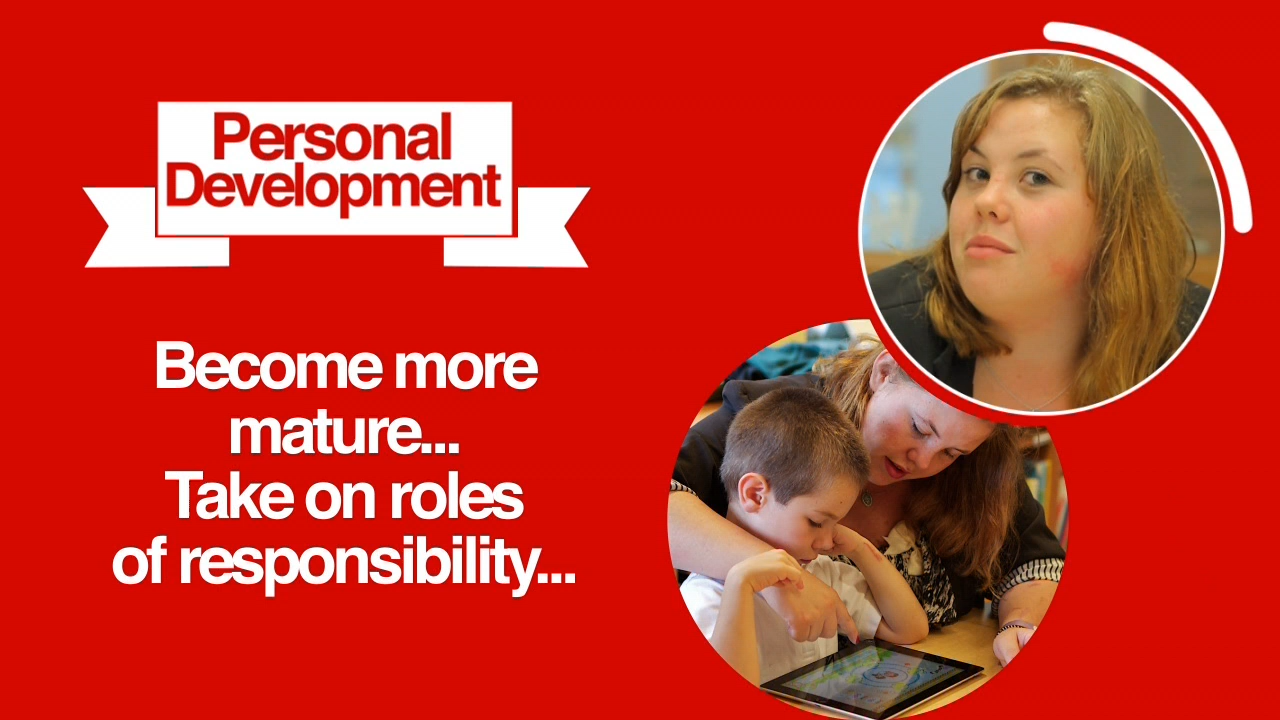 Personal
Development
Become more
mature...
Take on roles
of responsibility...